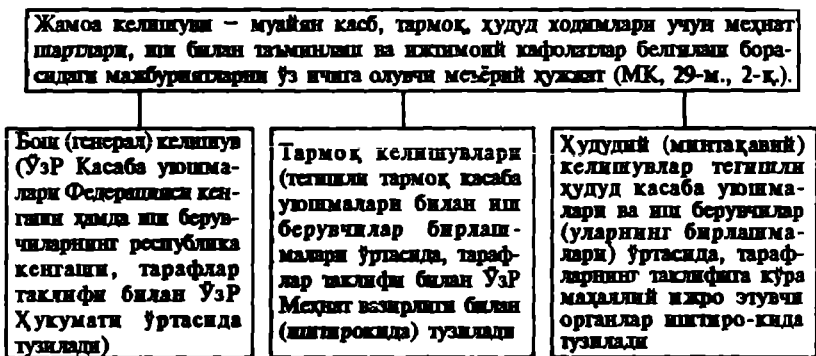 Жамоа келишуви — муайян касб, тармоқ, ҳудуд ходимлари учун меҳнат
шартлари, иш билан таъминлаш ва ижтимоий кафолатлар белгилаш бора-
сидаги мажбуриятларни ўз ичига олувчи меъёрий ҳужжат (МК, 29-м., 2-қ.).
Бош (генерал) келишув
(ЎзР Касаба уюшма-
лари Федерацияси кен-
гаши ҳамда иш берув-
чиларнинг республика
кенгаши, тарафлар
таклифи билан ЎзР
Ҳукумати ўртасида
тузилади)
Тармоқ келишувлари
(тегишли тармоқ касаба
уюшмалари билан иш
берувчилар бирлаш-
малари ўртасида, тараф-
лар таклифи билан ЎзР
Меҳнат вазирлиги билан
(иштирокида) тузилади
Ҳудудий (минтақавий)
келишувлар тегишли
ҳудуд касаба уюшма-
лари ва иш берувчилар
(уларнинг бирлашма-
лари) ўртасида, тараф-
ларнинг таклифига кўра
маҳаллий ижро этувчи
органлар иштиро-кида
тузилади